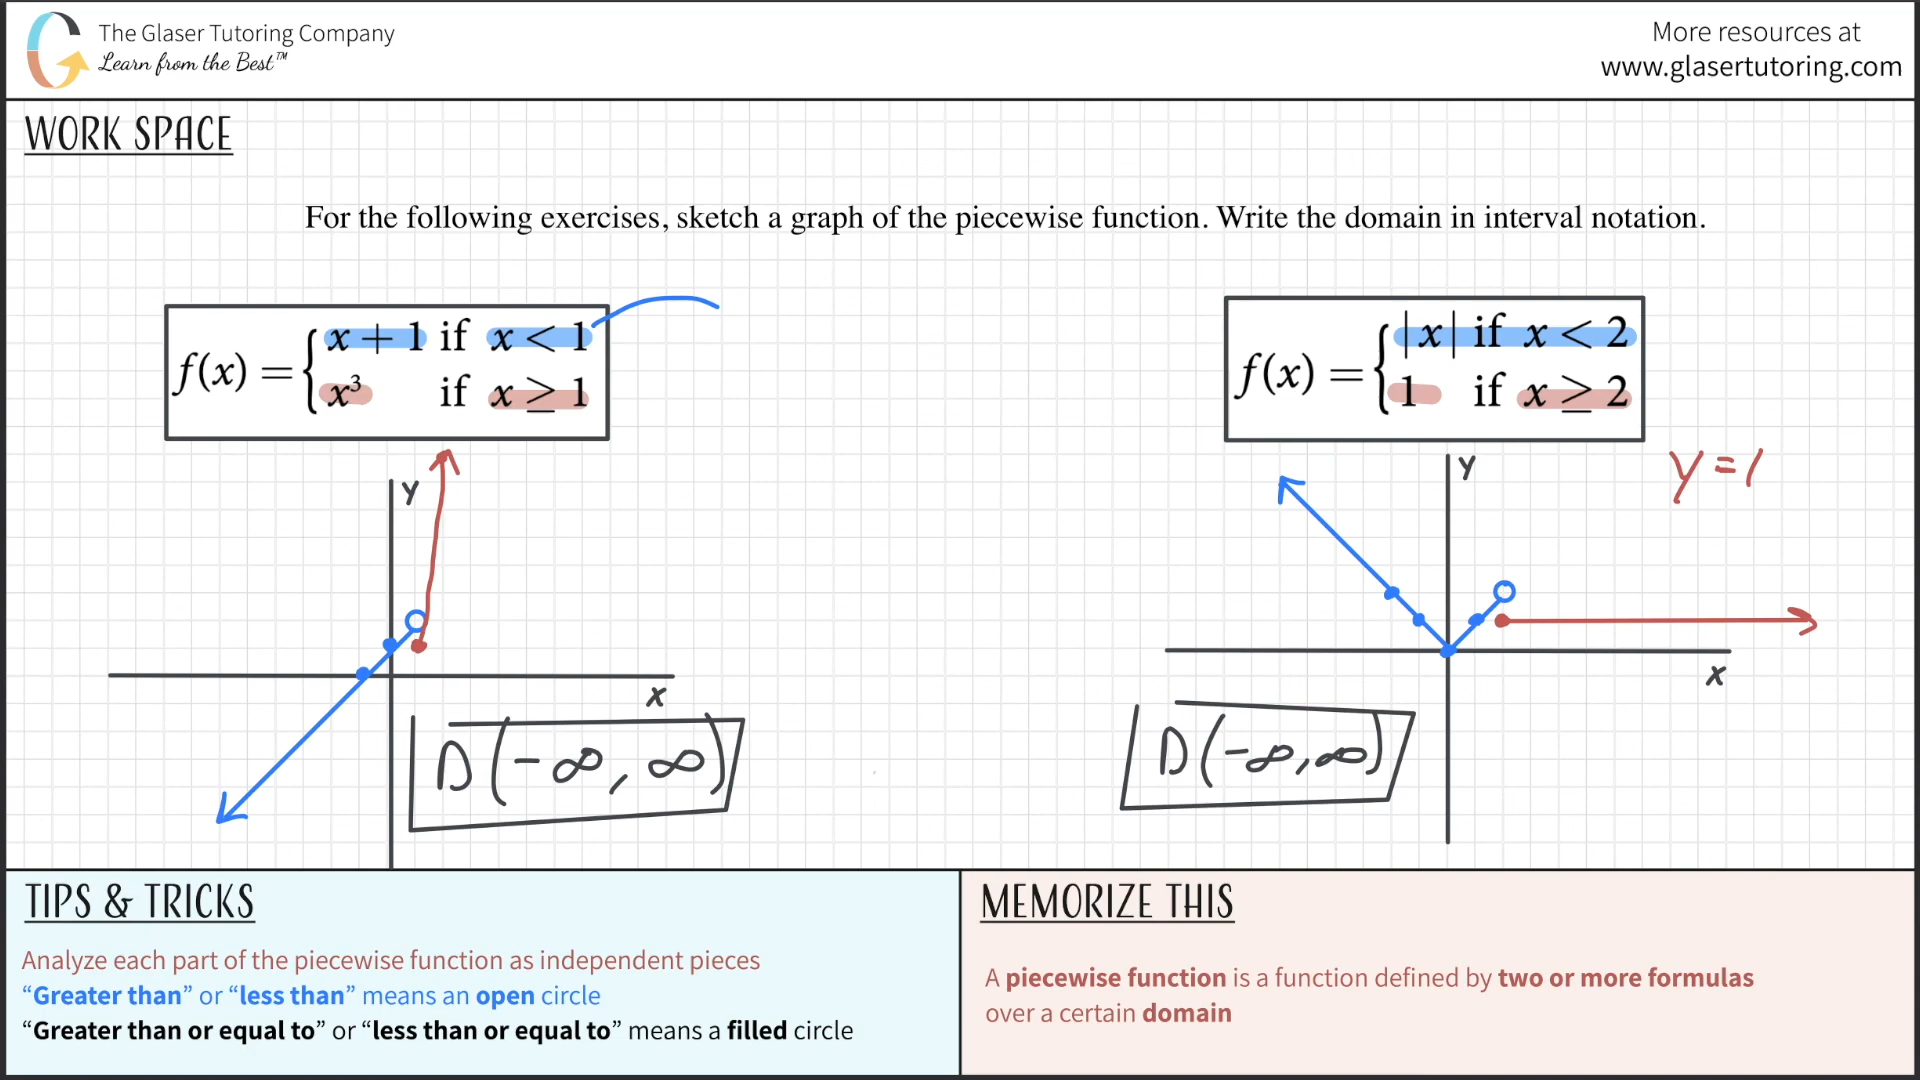 The Glaser Tutoring Company
Learn from the Best™
More resources at
www.glasertutoring.com
WORK SPACE
For the following exercises, sketch a graph of the piecewise function. Write the domain in interval notation.
f(x) = { x + 1 if x < 1
x³ if x ≥ 1
f(x) = { |x| if x < 2
1 if x ≥ 2
y
x
D(-∞, ∞)
y
y = 1
x
D(-∞, ∞)
TIPS & TRICKS
Analyze each part of the piecewise function as independent pieces
“Greater than” or “less than” means an open circle
“Greater than or equal to” or “less than or equal to” means a filled circle
MEMORIZE THIS
A piecewise function is a function defined by two or more formulas
over a certain domain